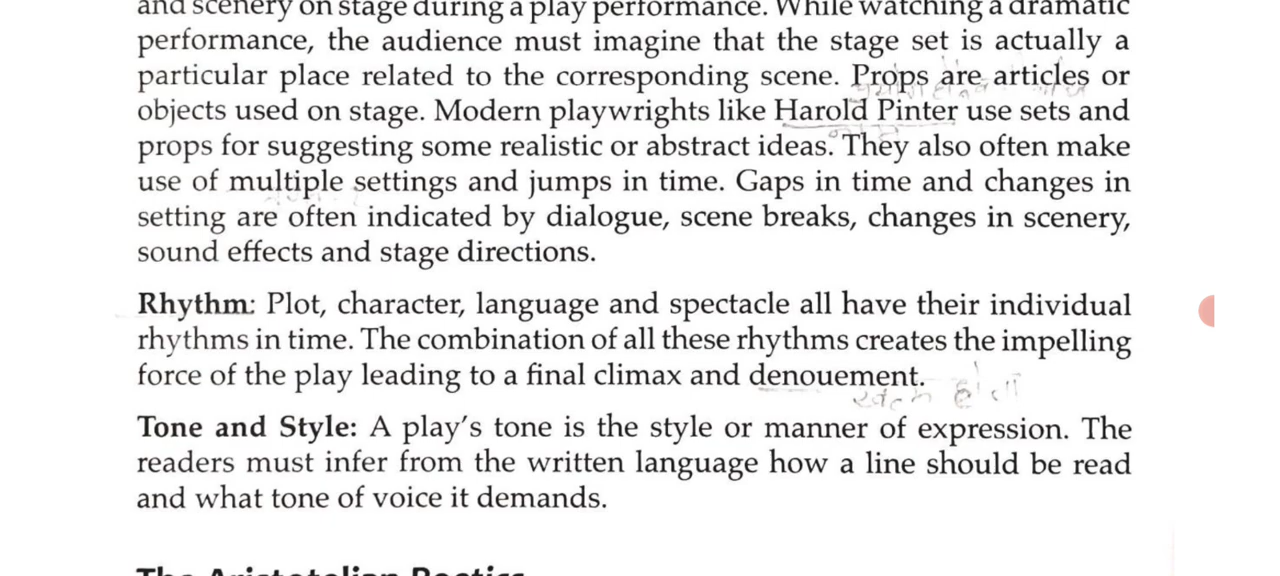 and scenery on stage during a play performance. While watching a dramatic
performance, the audience must imagine that the stage set is actually a
particular place related to the corresponding scene. Props are articles or
objects used on stage. Modern playwrights like Harold Pinter use sets and
props for suggesting some realistic or abstract ideas. They also often make
use of multiple settings and jumps in time. Gaps in time and changes in
setting are often indicated by dialogue, scene breaks, changes in scenery,
sound effects and stage directions.
Rhythm: Plot, character, language and spectacle all have their individual
rhythms in time. The combination of all these rhythms creates the impelling
force of the play leading to a final climax and denouement.
Tone and Style: A play's tone is the style or manner of expression. The
readers must infer from the written language how a line should be read
and what tone of voice it demands.
The Aristotelian Poetics